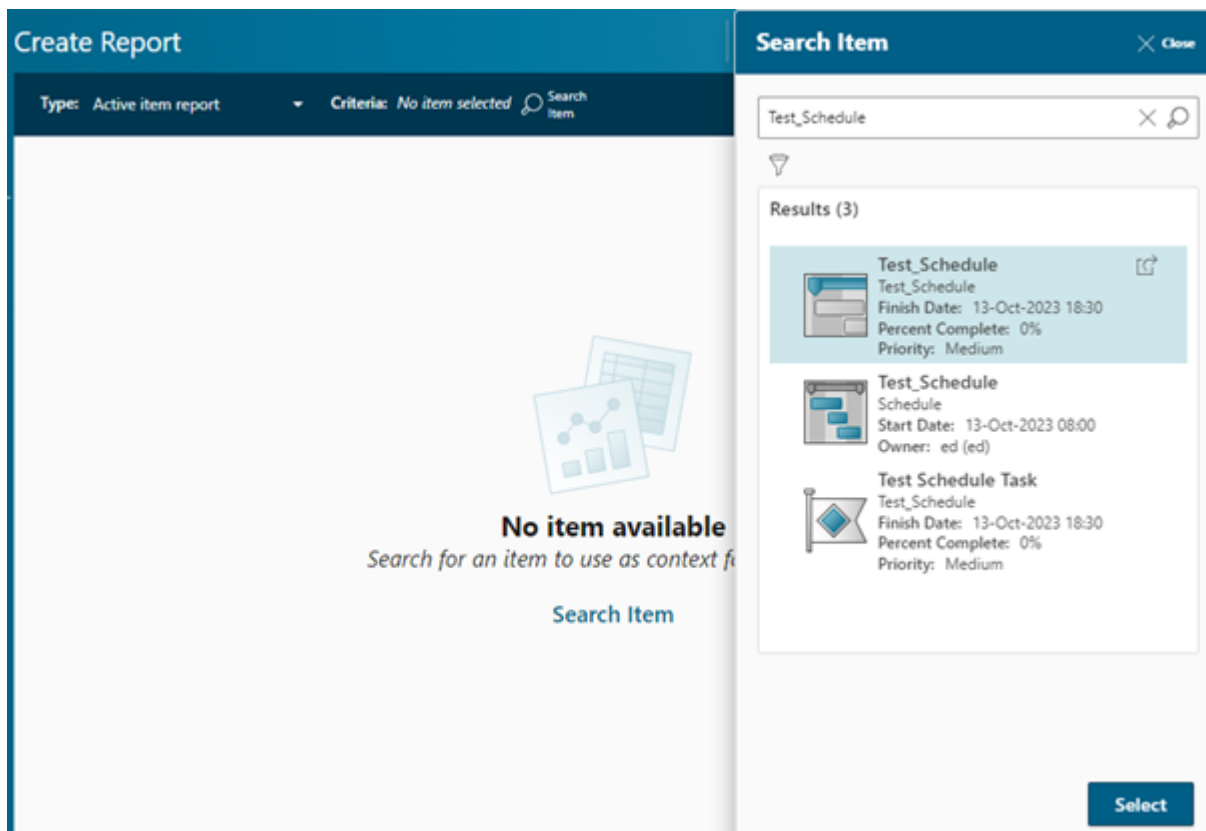 Create Report
Type: Active item report
Criteria: No item selected
Search
Item
No item available
Search for an item to use as context f
Search Item
Search Item
Close
Test_Schedule
Results (3)
Test_Schedule
Test_Schedule
Finish Date: 13-Oct-2023 18:30
Percent Complete: 0%
Priority: Medium
Test_Schedule
Schedule
Start Date: 13-Oct-2023 08:00
Owner: ed (ed)
Test Schedule Task
Test_Schedule
Finish Date: 13-Oct-2023 18:30
Percent Complete: 0%
Priority: Medium
Select